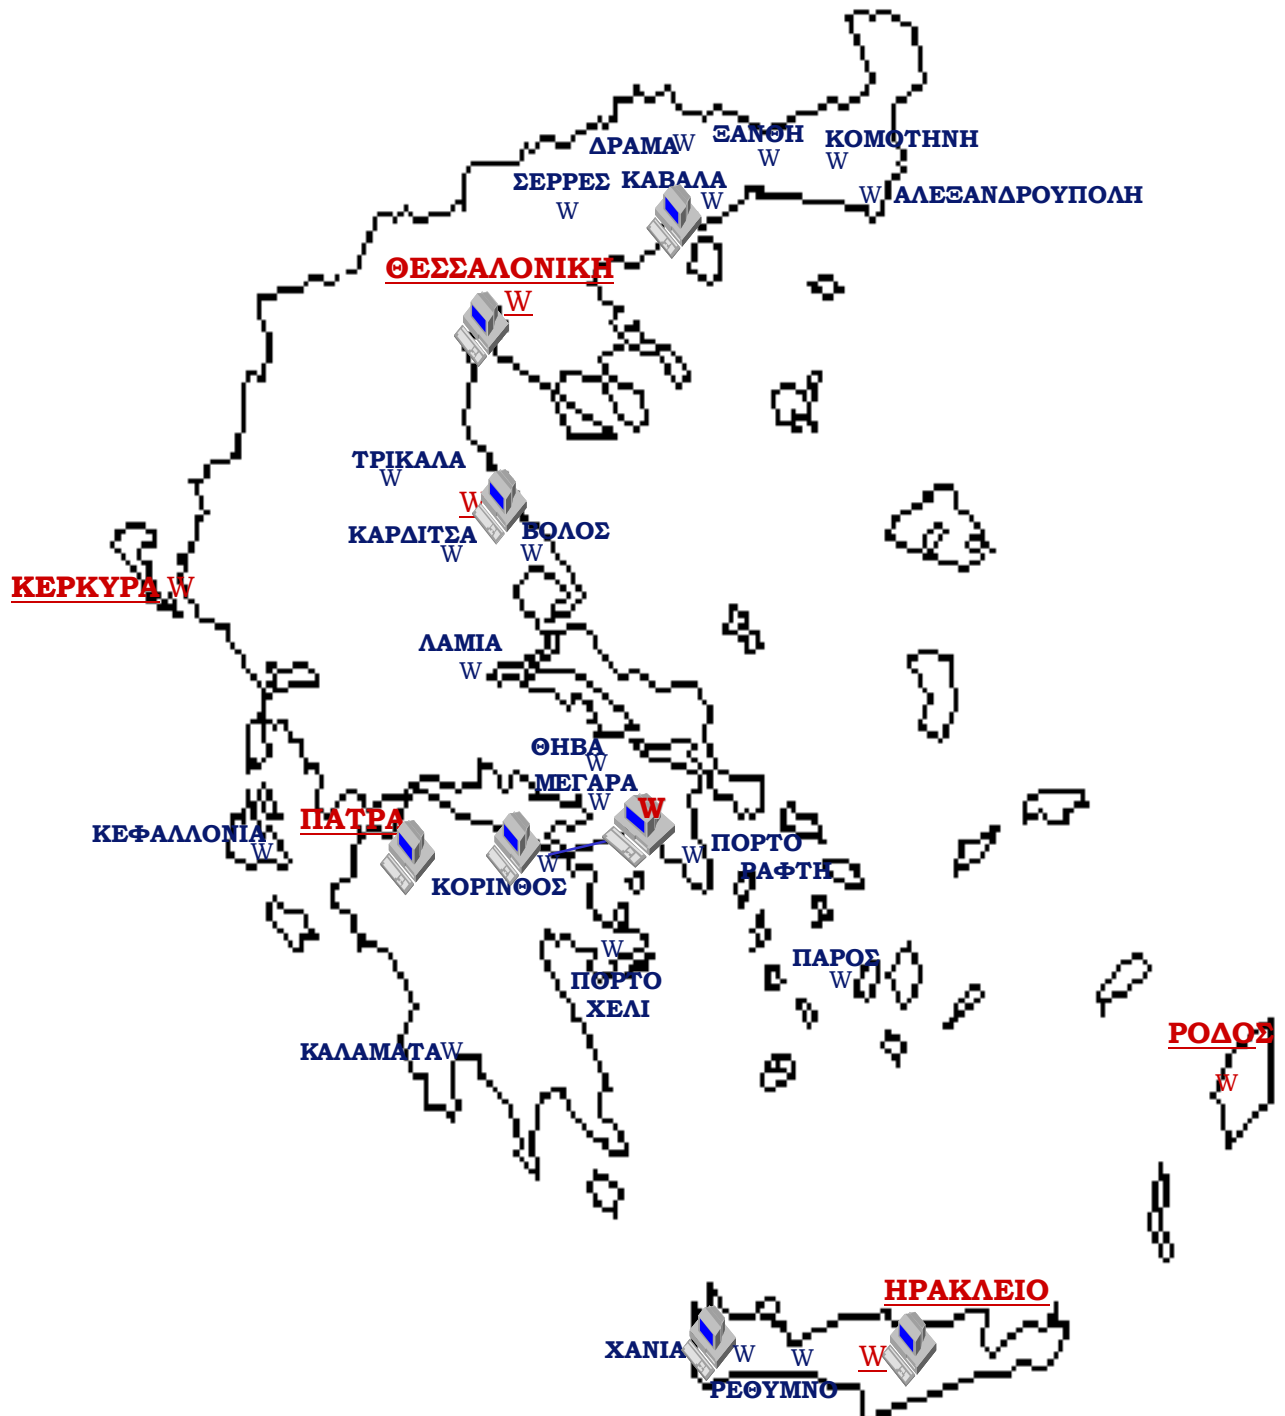 ΞΑΝΘΗ
W
ΔΡΑΜΑ W
ΚΟΜΟΤΗΝΗ
W
ΣΕΡΡΕΣ
W
ΚΑΒΑΛΑ
W
W ΑΛΕΞΑΝΔΡΟΥΠΟΛΗ
ΘΕΣΣΑΛΟΝΙΚΗ
W
ΤΡΙΚΑΛΑ
W
W
ΚΑΡΔΙΤΣΑ
W
ΒΟΛΟΣ
W
ΚΕΡΚΥΡΑ W
ΛΑΜΙΑ
W
ΘΗΒΑ
W
ΜΕΓΑΡΑ
W
W
ΠΑΤΡΑ
ΚΕΦΑΛΛΟΝΙΑ
W
W
ΚΟΡΙΝΘΟΣ
W ΠΟΡΤΟ
ΡΑΦΤΗ
W
ΠΟΡΤΟ
ΧΕΛΙ
ΠΑΡΟΣ
W
ΡΟΔΟΣ
W
ΚΑΛΑΜΑΤΑ W
ΗΡΑΚΛΕΙΟ
W
ΧΑΝΙΑ W
W
ΡΕΘΥΜΝΟ